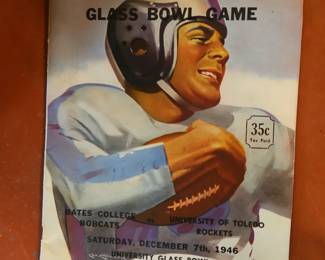 GLASS BOWL GAME
35c
Tax Paid
BATES COLLEGE
BOBCATS
vs
UNIVERSITY OF TOLEDO
ROCKETS
SATURDAY, DECEMBER 7th, 1946
UNIVERSITY GLASS BOWL